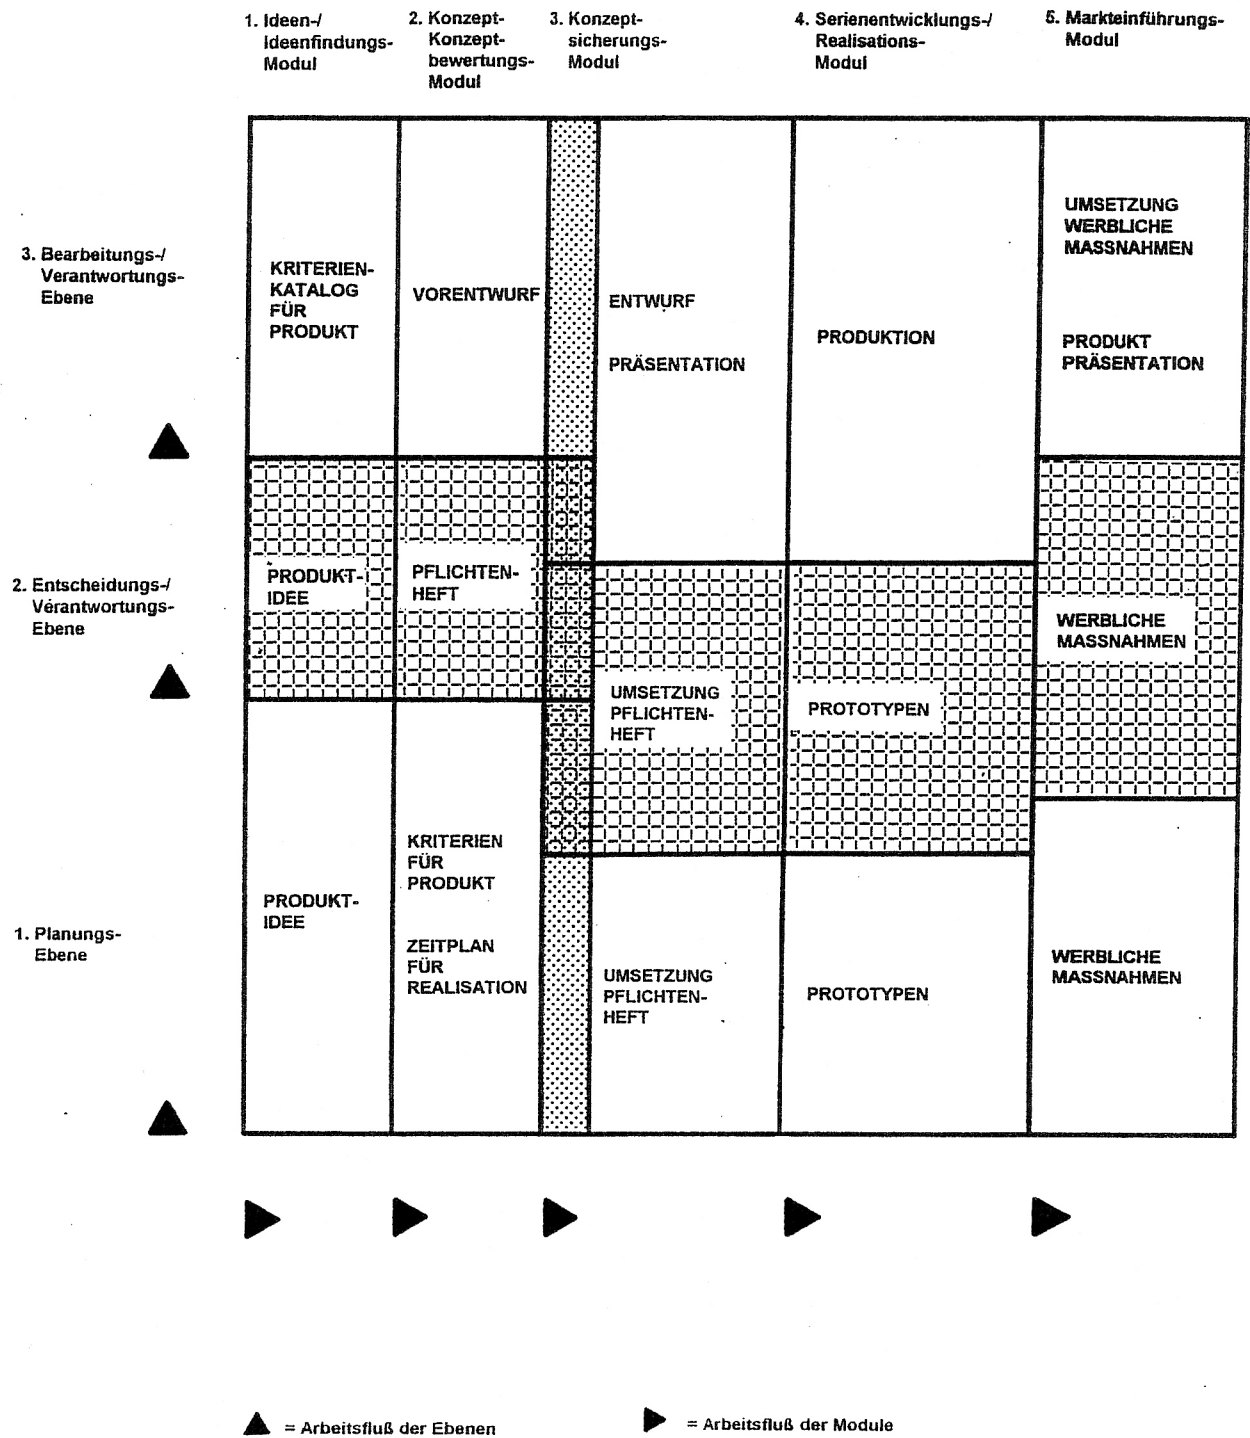 1. Ideen-/
Ideenfindungs-
Modul
2. Konzept-
Konzept-
bewertungs-
Modul
3. Konzept-
sicherungs-
Modul
4. Serienentwicklungs-/
Realisations-
Modul
5. Markteinführungs-
Modul
3. Bearbeitungs-/
Verantwortungs-
Ebene
KRITERIEN-
KATALOG
FÜR
PRODUKT
VORENTWURF
ENTWURF
PRÄSENTATION
PRODUKTION
UMSETZUNG
WERBLICHE
MASSNAHMEN
PRODUKT
PRÄSENTATION
2. Entscheidungs-/
Verantwortungs-
Ebene
PRODUKT-
IDEE
PFLICHTEN-
HEFT
UMSETZUNG
PFLICHTEN-
HEFT
PROTOTYPEN
WERBLICHE
MASSNAHMEN
1. Planungs-
Ebene
PRODUKT-
IDEE
KRITERIEN
FÜR
PRODUKT
ZEITPLAN
FÜR
REALISATION
UMSETZUNG
PFLICHTEN-
HEFT
PROTOTYPEN
WERBLICHE
MASSNAHMEN
= Arbeitsfluß der Ebenen
= Arbeitsfluß der Module